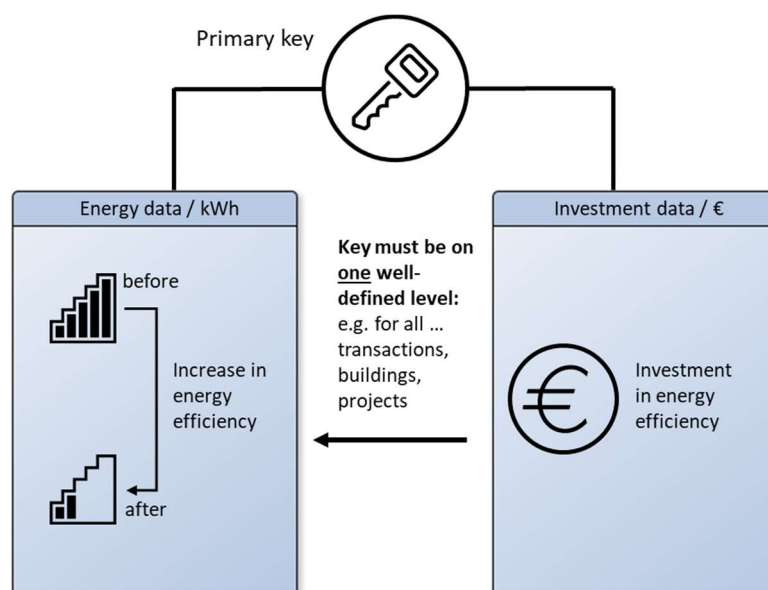 Primary key
Energy data / kWh
before
Increase in
energy
efficiency
after
Key must be on
one well-
defined level:
e.g. for all ...
transactions,
buildings,
projects
Investment data / €
€
Investment
in energy
efficiency